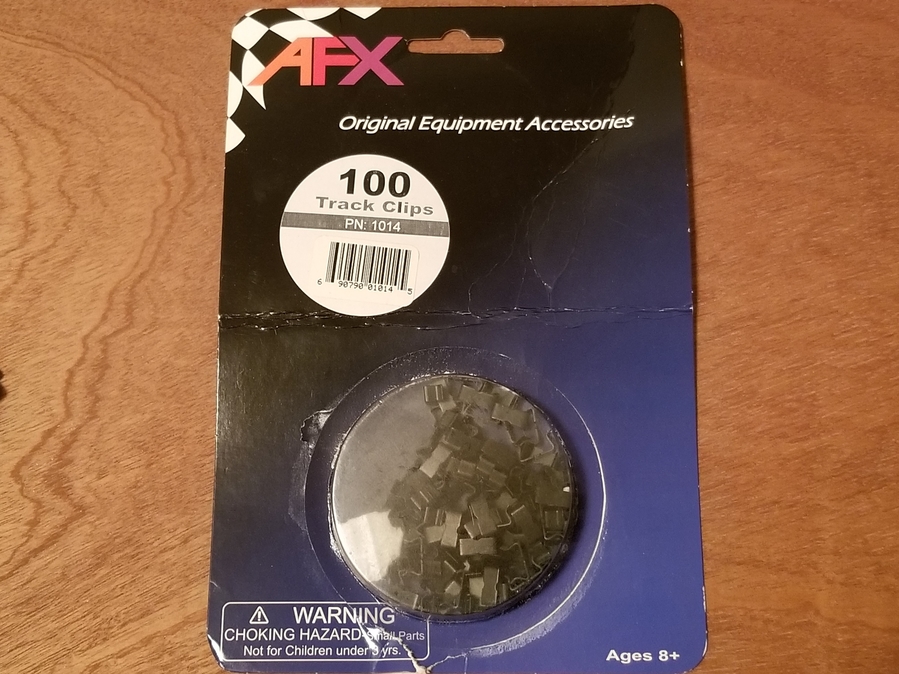 AFX
Original Equipment Accessories
100
Track Clips
PN: 1014
6 90790 01014 5
WARNING
CHOKING HAZARD-Small Parts
Not for Children under 3 yrs.
Ages 8+